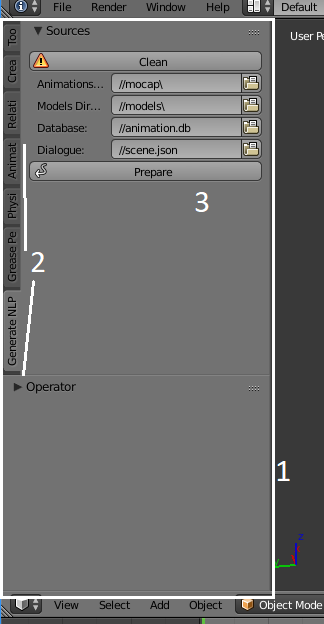 File Render Window Help Default
Sources
User Pe
Clean
Animations... //mocap\
Models Dir... //models\
Database: //animation.db
Dialogue: //scene.json
Prepare
Too
Crea
Relati
Animat
Physi
Grease Pe
Generate NLP
3
2
Operator
1
z
View Select Add Object Object Mode